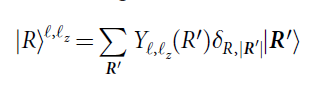 |R⟩^{ℓ,ℓ_z} = ∑_{R'} Y_{ℓ,ℓ_z}(R')δ_{R,|R'|}|R'⟩